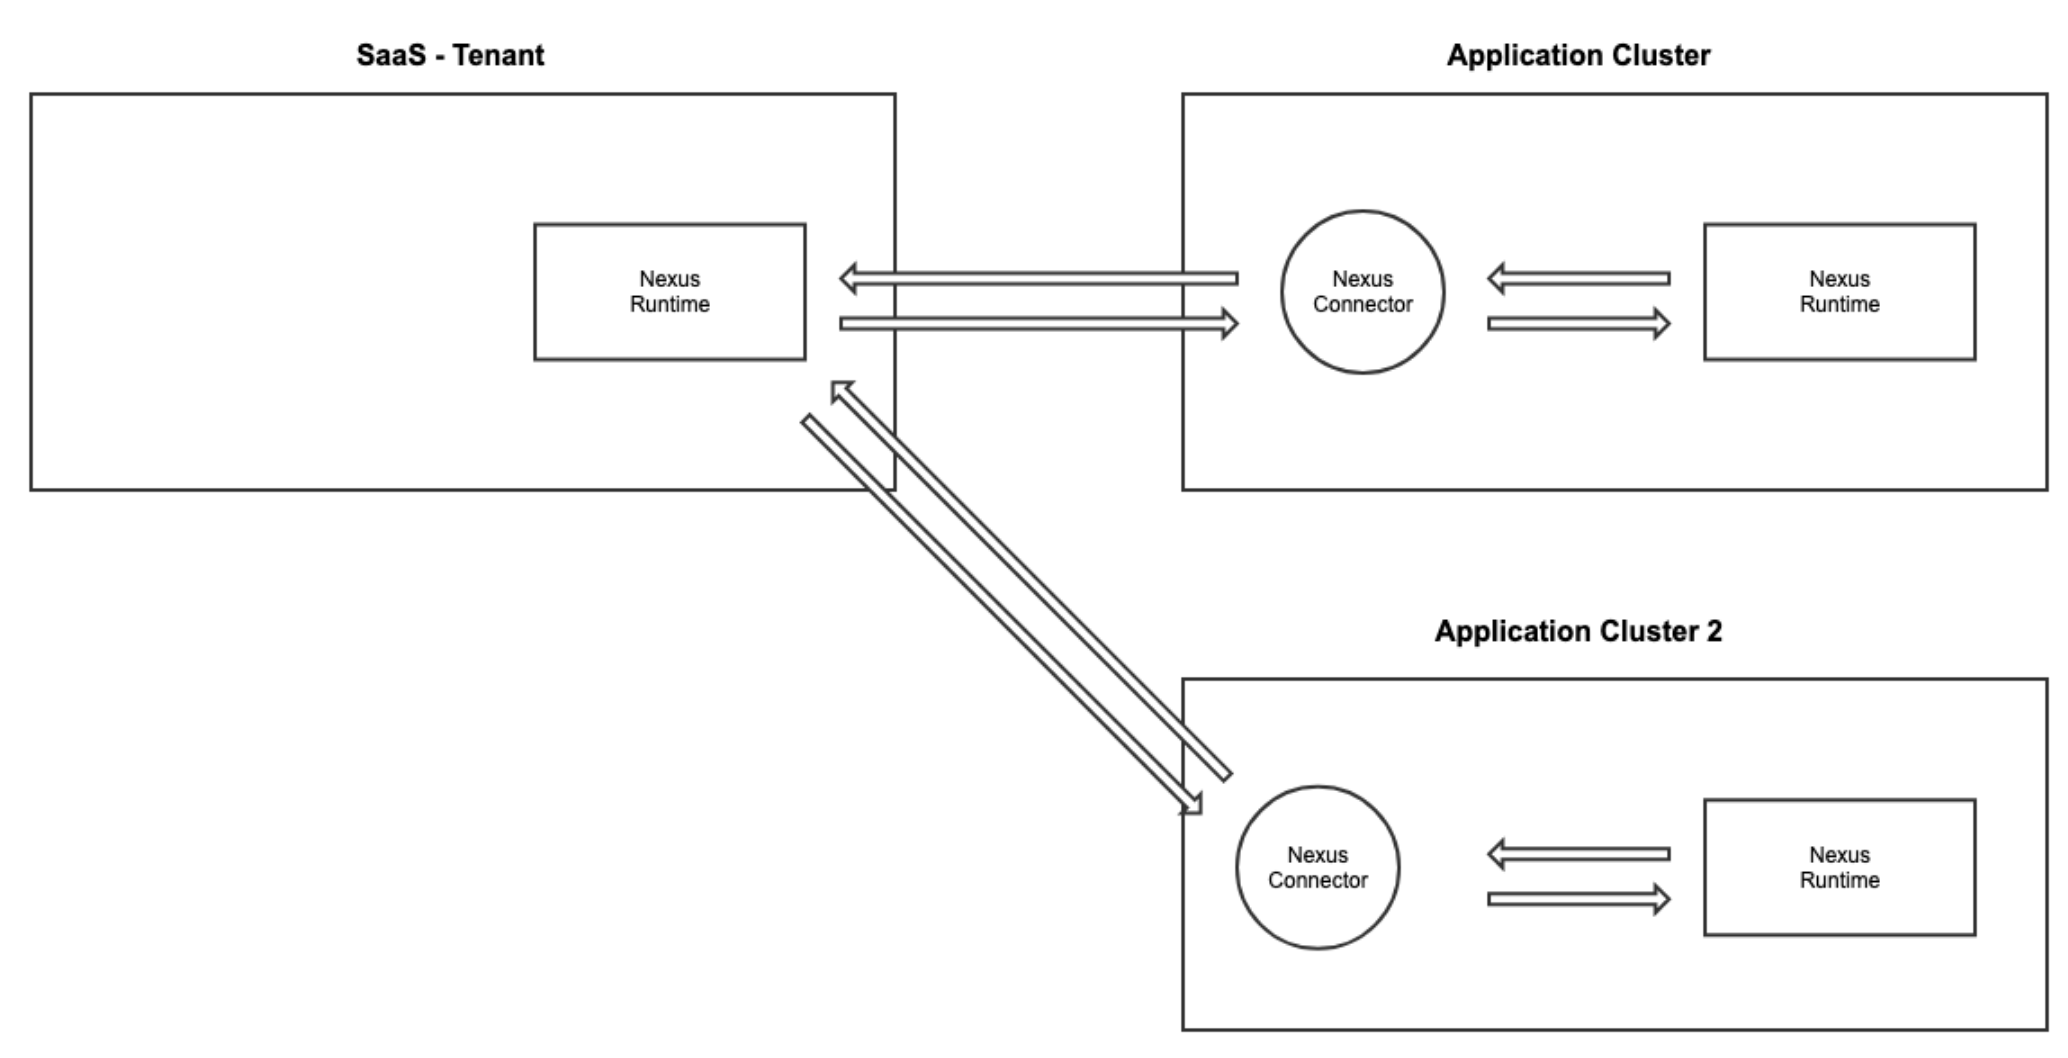 SaaS - Tenant
Application Cluster
Nexus
Runtime
Nexus
Connector
Nexus
Runtime
Application Cluster 2
Nexus
Connector
Nexus
Runtime